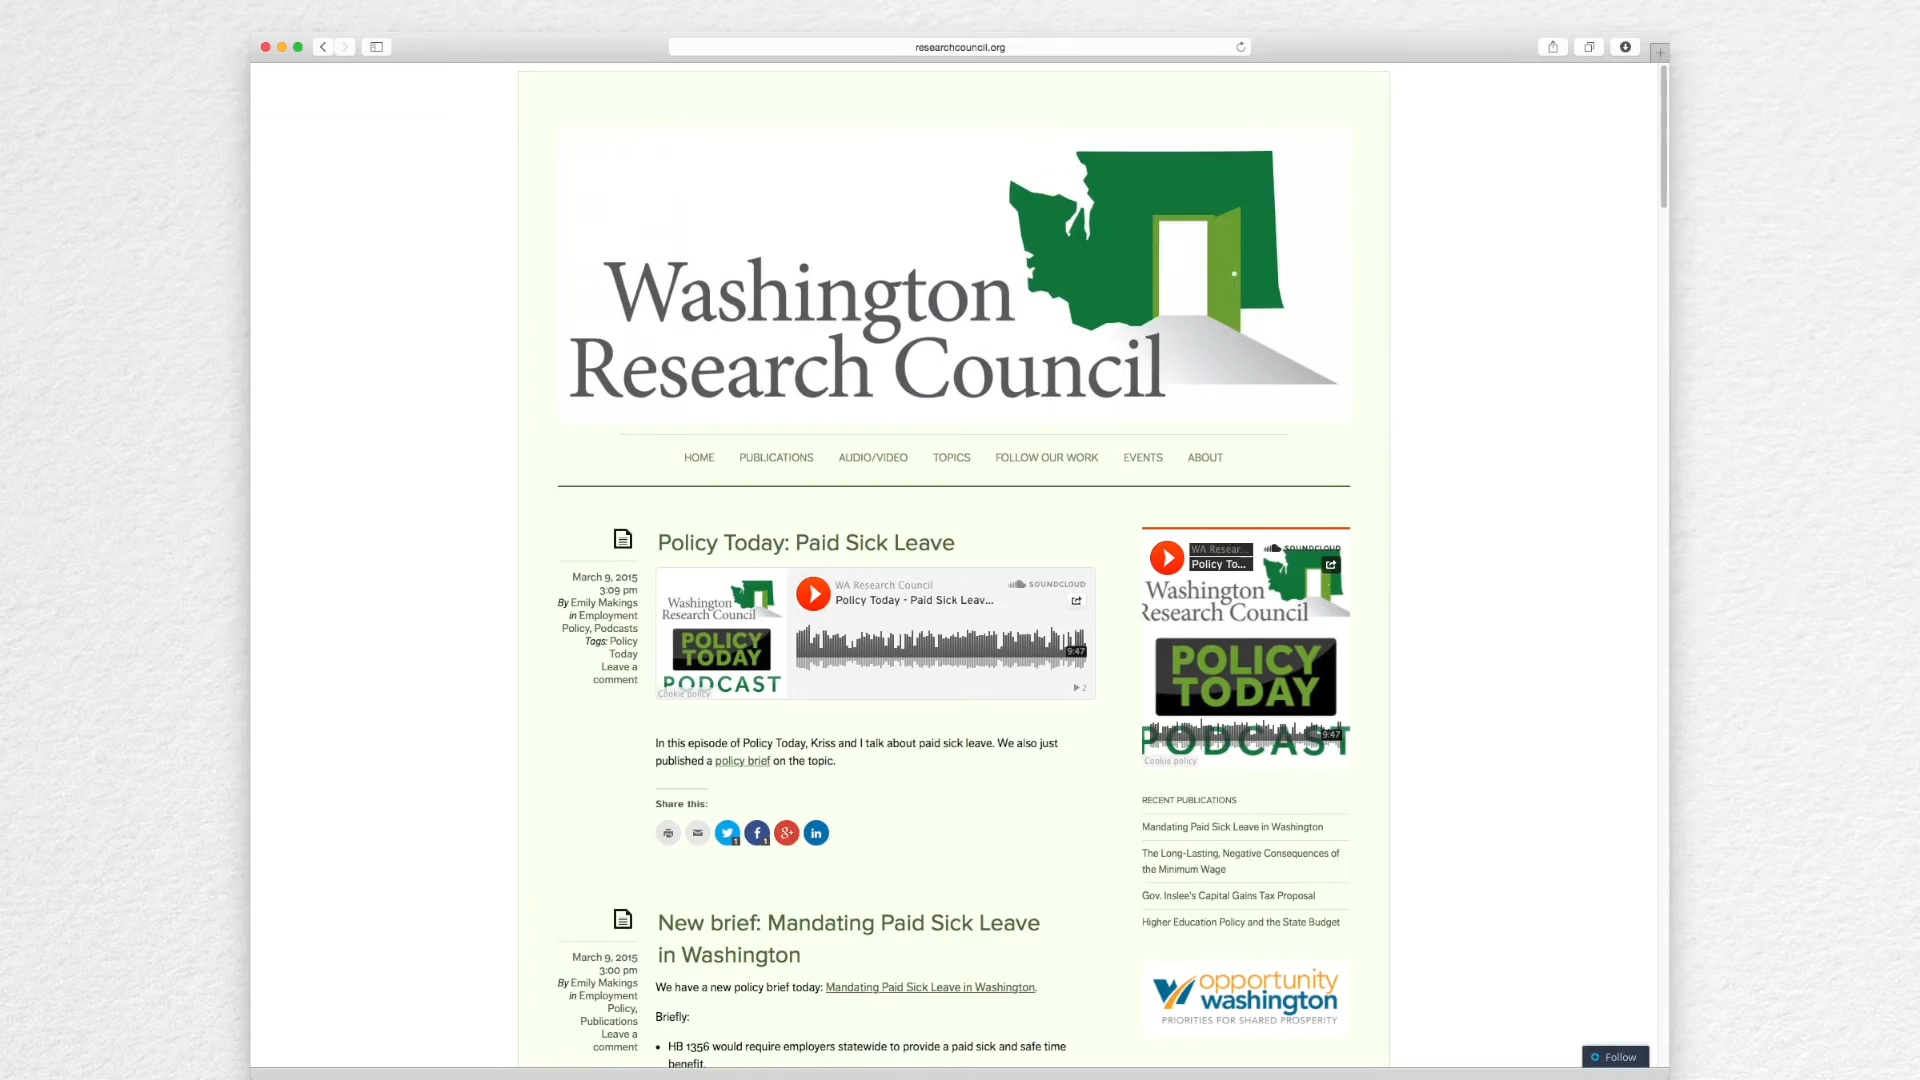 researchcouncil.org
Washington
Research Council
HOME PUBLICATIONS AUDIO/VIDEO TOPICS FOLLOW OUR WORK EVENTS ABOUT
Policy Today: Paid Sick Leave
March 9, 2015
3:09 pm
By Emily Makings
in Employment
Policy, Podcasts
Tags: Policy
Today
Leave a
comment
Washington
Research Council
POLICY
TODAY
PODCAST
Cookie policy
WA Research Council
SOUNDCLOUD
Policy Today - Paid Sick Leav...
9:47
2
In this episode of Policy Today, Kriss and I talk about paid sick leave. We also just
published a policy brief on the topic.
Share this:
1
1
New brief: Mandating Paid Sick Leave
in Washington
March 9, 2015
3:00 pm
By Emily Makings
in Employment
Policy,
Publications
Leave a
comment
We have a new policy brief today: Mandating Paid Sick Leave in Washington.
Briefly:
• HB 1356 would require employers statewide to provide a paid sick and safe time
benefit.
WA Resear...
SOUNDCLOUD
Policy To...
Washington
Research Council
POLICY
TODAY
PODCAST
9:47
Cookie policy
RECENT PUBLICATIONS
Mandating Paid Sick Leave in Washington
The Long-Lasting, Negative Consequences of
the Minimum Wage
Gov. Inslee's Capital Gains Tax Proposal
Higher Education Policy and the State Budget
opportunity
washington
PRIORITIES FOR SHARED PROSPERITY
Follow